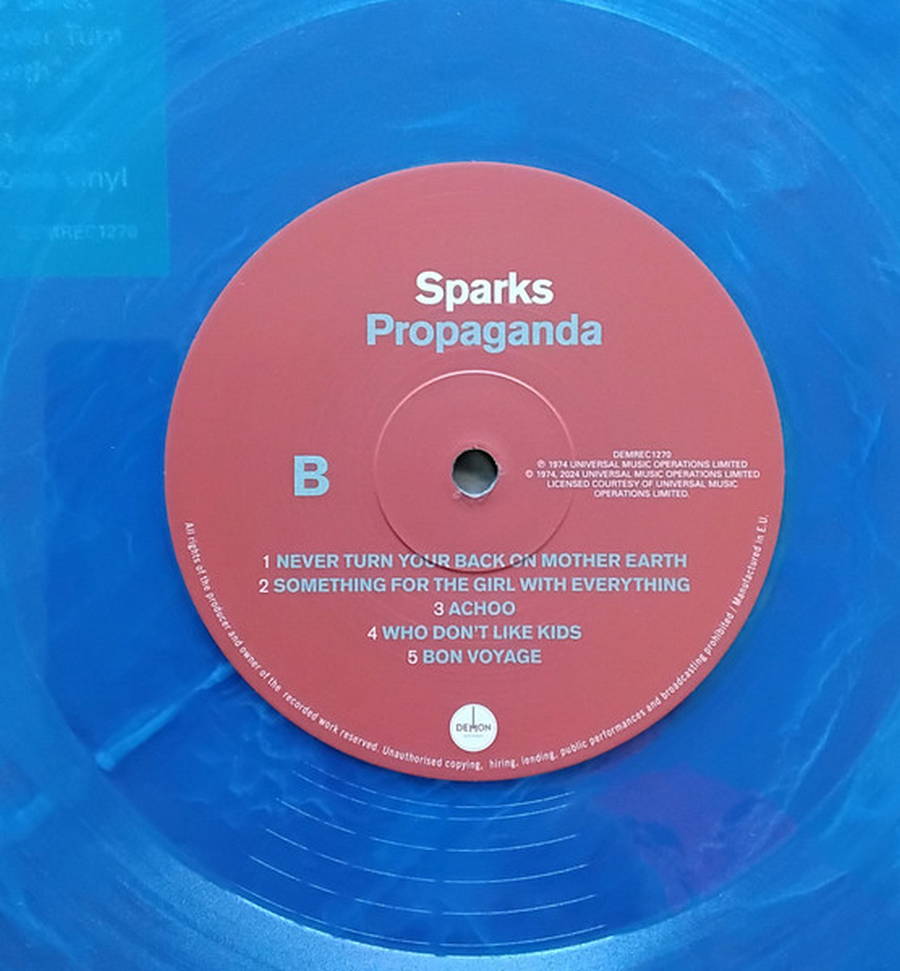 Sparks
Propaganda
B
DEMREC1270
℗ 1974 UNIVERSAL MUSIC OPERATIONS LIMITED
© 1974, 2024 UNIVERSAL MUSIC OPERATIONS LIMITED
LICENSED COURTESY OF UNIVERSAL MUSIC
OPERATIONS LIMITED.
1 NEVER TURN YOUR BACK ON MOTHER EARTH
2 SOMETHING FOR THE GIRL WITH EVERYTHING
3 ACHOO
4 WHO DON'T LIKE KIDS
5 BON VOYAGE
DEMON
All rights of the producer and owner of the recorded work reserved. Unauthorised copying, hiring, lending, public performances and broadcasting prohibited / Manufactured in E.U.
Turn
vinyl
DEMREC1270